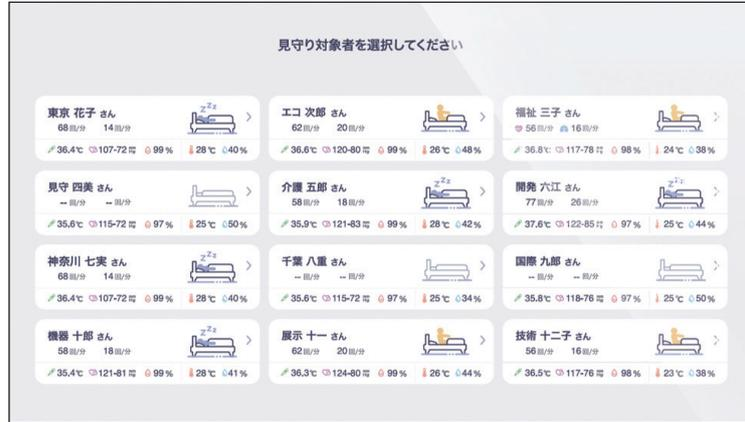 見守り対象者を選択してください
東京 花子 さん
68回/分 14回/分
36.4℃ 107-72 99% 28℃ 40%
エコ 次郎 さん
62回/分 20回/分
36.6℃ 120-80 99% 26℃ 48%
福祉 三子 さん
56回/分 16回/分
36.8℃ 117-78 98% 24℃ 38%
見守 四美 さん
-- 回/分 -- 回/分
35.6℃ 115-72 97% 25℃ 50%
介護 五郎 さん
58回/分 18回/分
35.9℃ 121-83 99% 28℃ 42%
開発 六江 さん
77回/分 26回/分
37.6℃ 122-85 97% 25℃ 44%
神奈川 七実 さん
68回/分 14回/分
36.4℃ 107-72 99% 28℃ 40%
千葉 八重 さん
-- 回/分 -- 回/分
35.6℃ 115-72 97% 25℃ 34%
国際 九郎 さん
-- 回/分 -- 回/分
35.8℃ 118-76 97% 25℃ 50%
機器 十郎 さん
58回/分 18回/分
35.4℃ 121-81 99% 28℃ 41%
展示 十一 さん
62回/分 20回/分
36.3℃ 124-80 99% 26℃ 44%
技術 十二子 さん
56回/分 16回/分
36.5℃ 117-76 98% 23℃ 38%